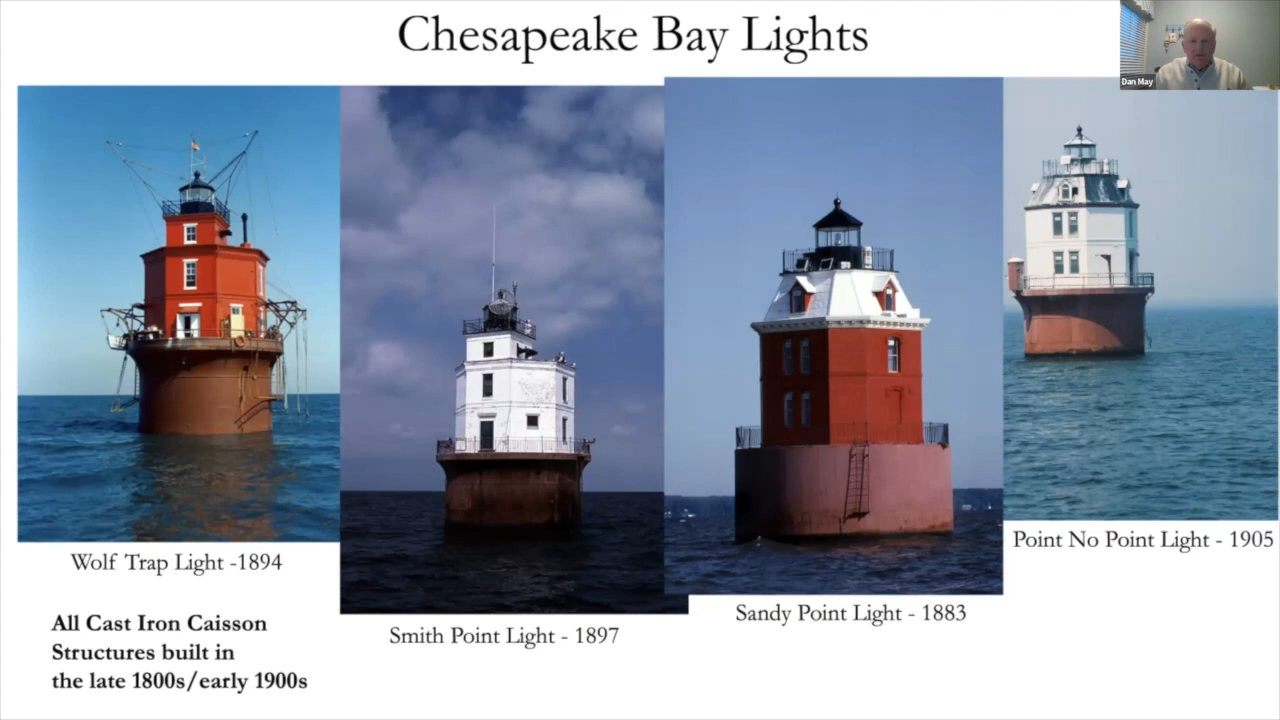 Chesapeake Bay Lights
Dan May
Wolf Trap Light -1894
Smith Point Light - 1897
Sandy Point Light - 1883
Point No Point Light - 1905
All Cast Iron Caisson
Structures built in
the late 1800s/early 1900s